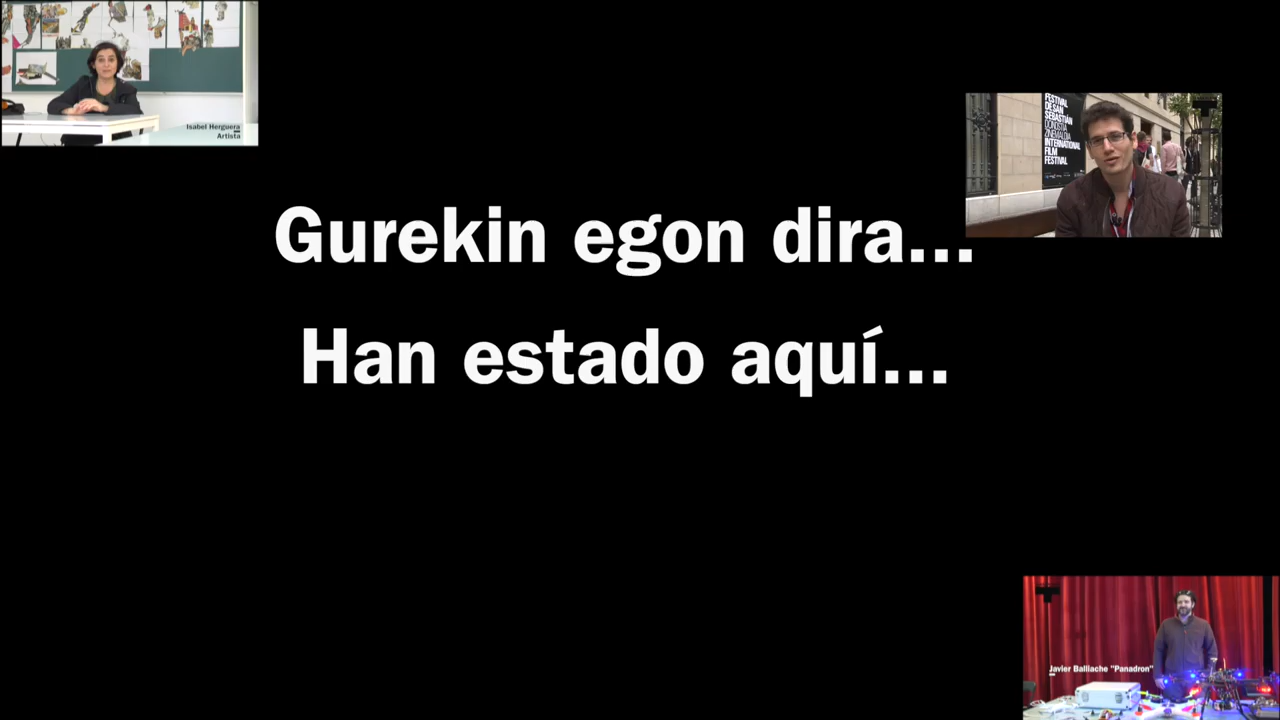 Isabel Herguera
Artista
FESTIVAL
DE SAN
SEBASTIÁN
DONOSTIA
ZINEMALDIA
INTERNATIONAL
FILM
FESTIVAL
Gurekin egon dira...
Han estado aquí...
Javier Balliache "Panadron"